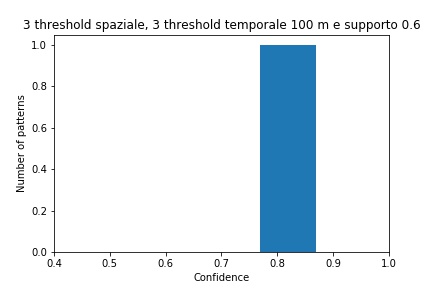 3 threshold spaziale, 3 threshold temporale 100 m e supporto 0.6
1.0
0.8
0.6
0.4
0.2
0.0
Number of patterns
0.4 0.5 0.6 0.7 0.8 0.9 1.0
Confidence